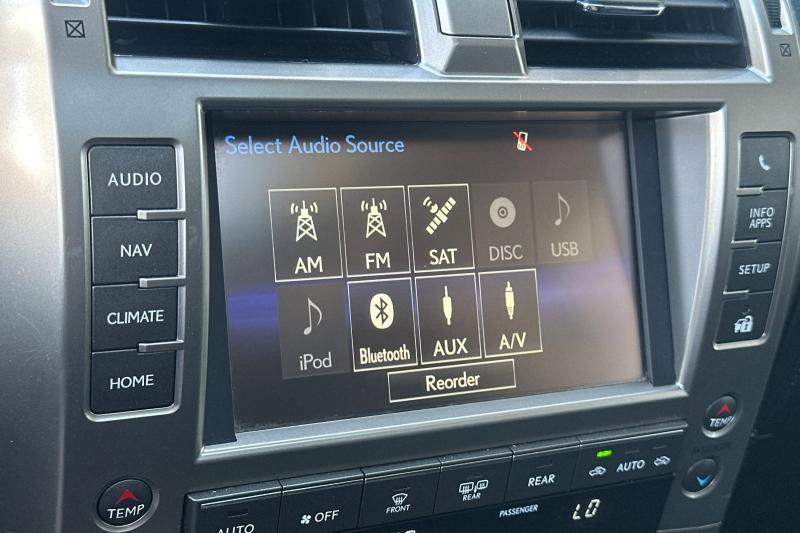 Select Audio Source
AM
FM
SAT
DISC
USB
iPod
Bluetooth
AUX
A/V
Reorder
AUDIO
NAV
CLIMATE
HOME
INFO
APPS
SETUP
TEMP
TEMP
AUTO
OFF
FRONT
REAR
REAR
AUTO
PASSENGER
LO